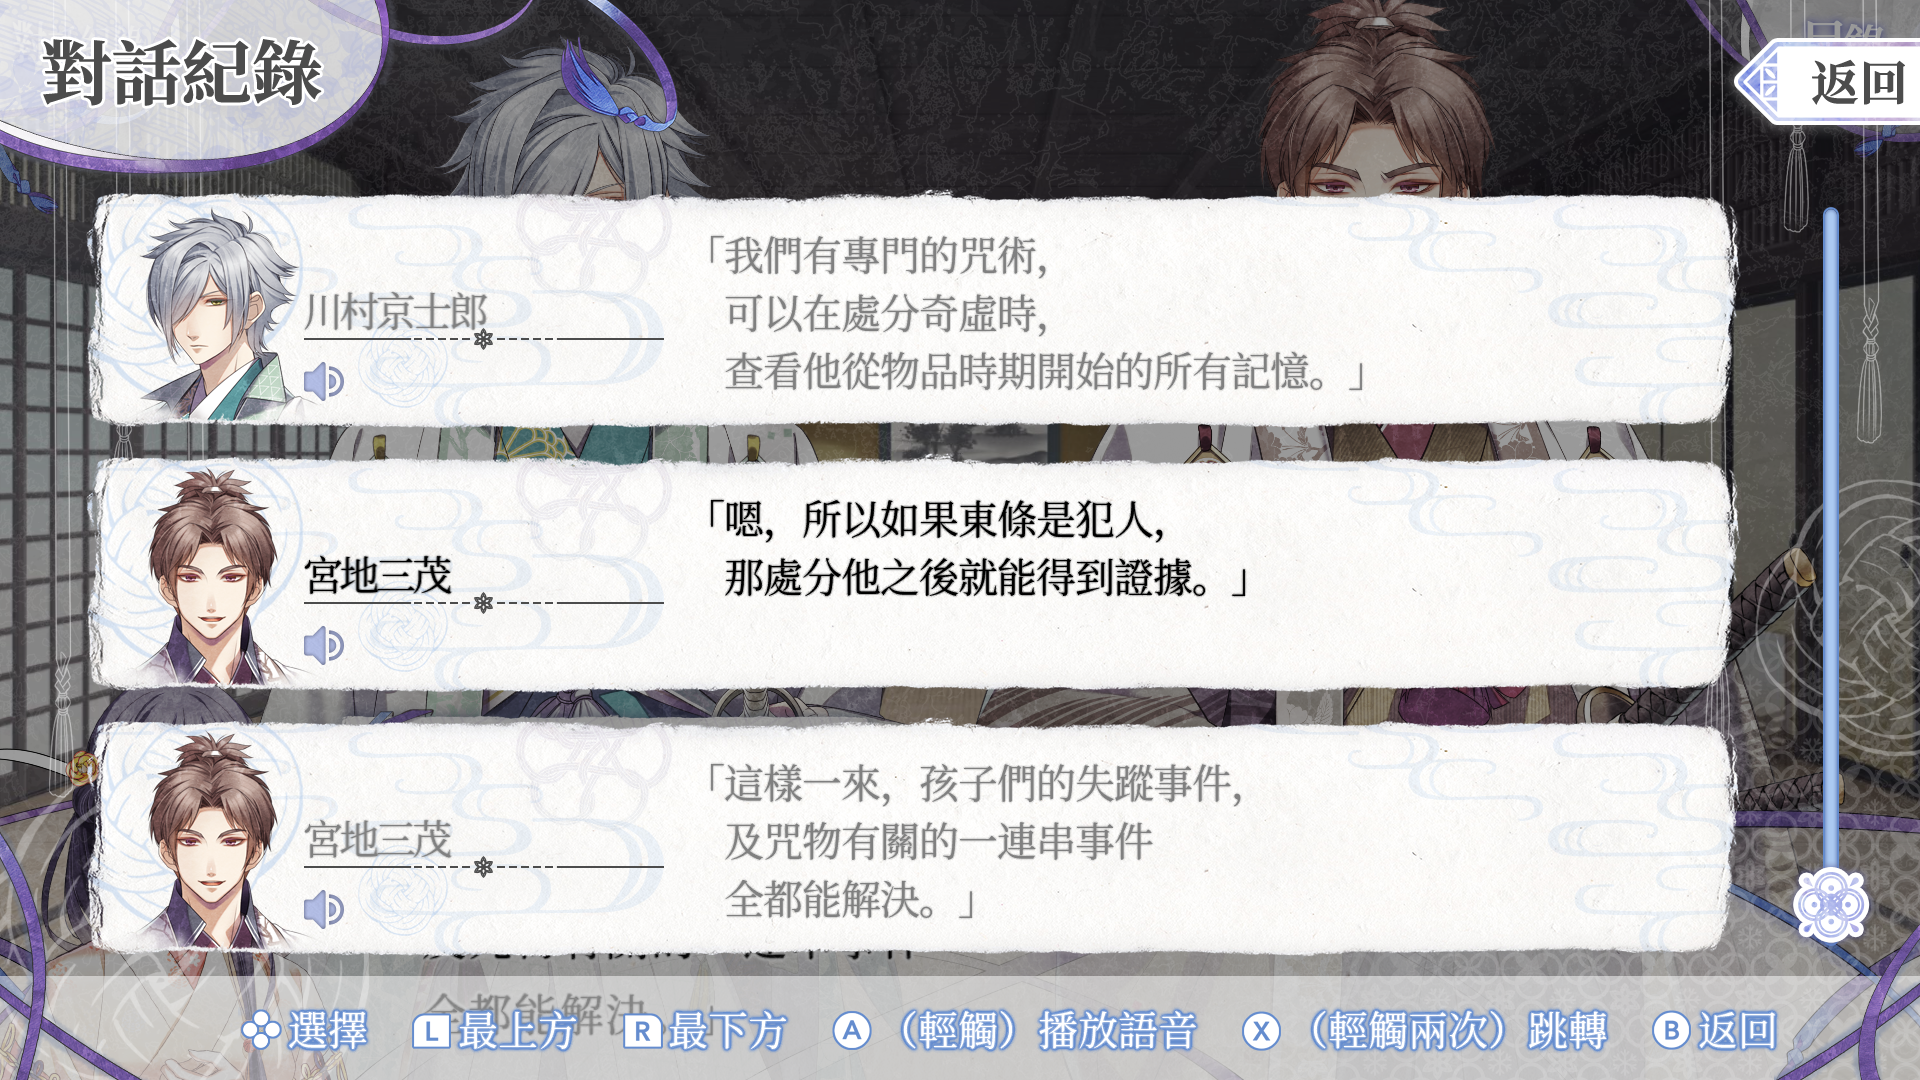 對話紀錄
返回
川村京士郎
「我們有專門的咒術，
可以在處分奇虛時，
查看他從物品時期開始的所有記憶。」
宮地三茂
「嗯，所以如果東條是犯人，
那處分他之後就能得到證據。」
宮地三茂
「這樣一來，孩子們的失蹤事件，
及咒物有關的一連串事件
全都能解決。」
全都能解決。」
選擇 L 最上方 R 最下方 A （輕觸）播放語音 X （輕觸兩次）跳轉 B 返回